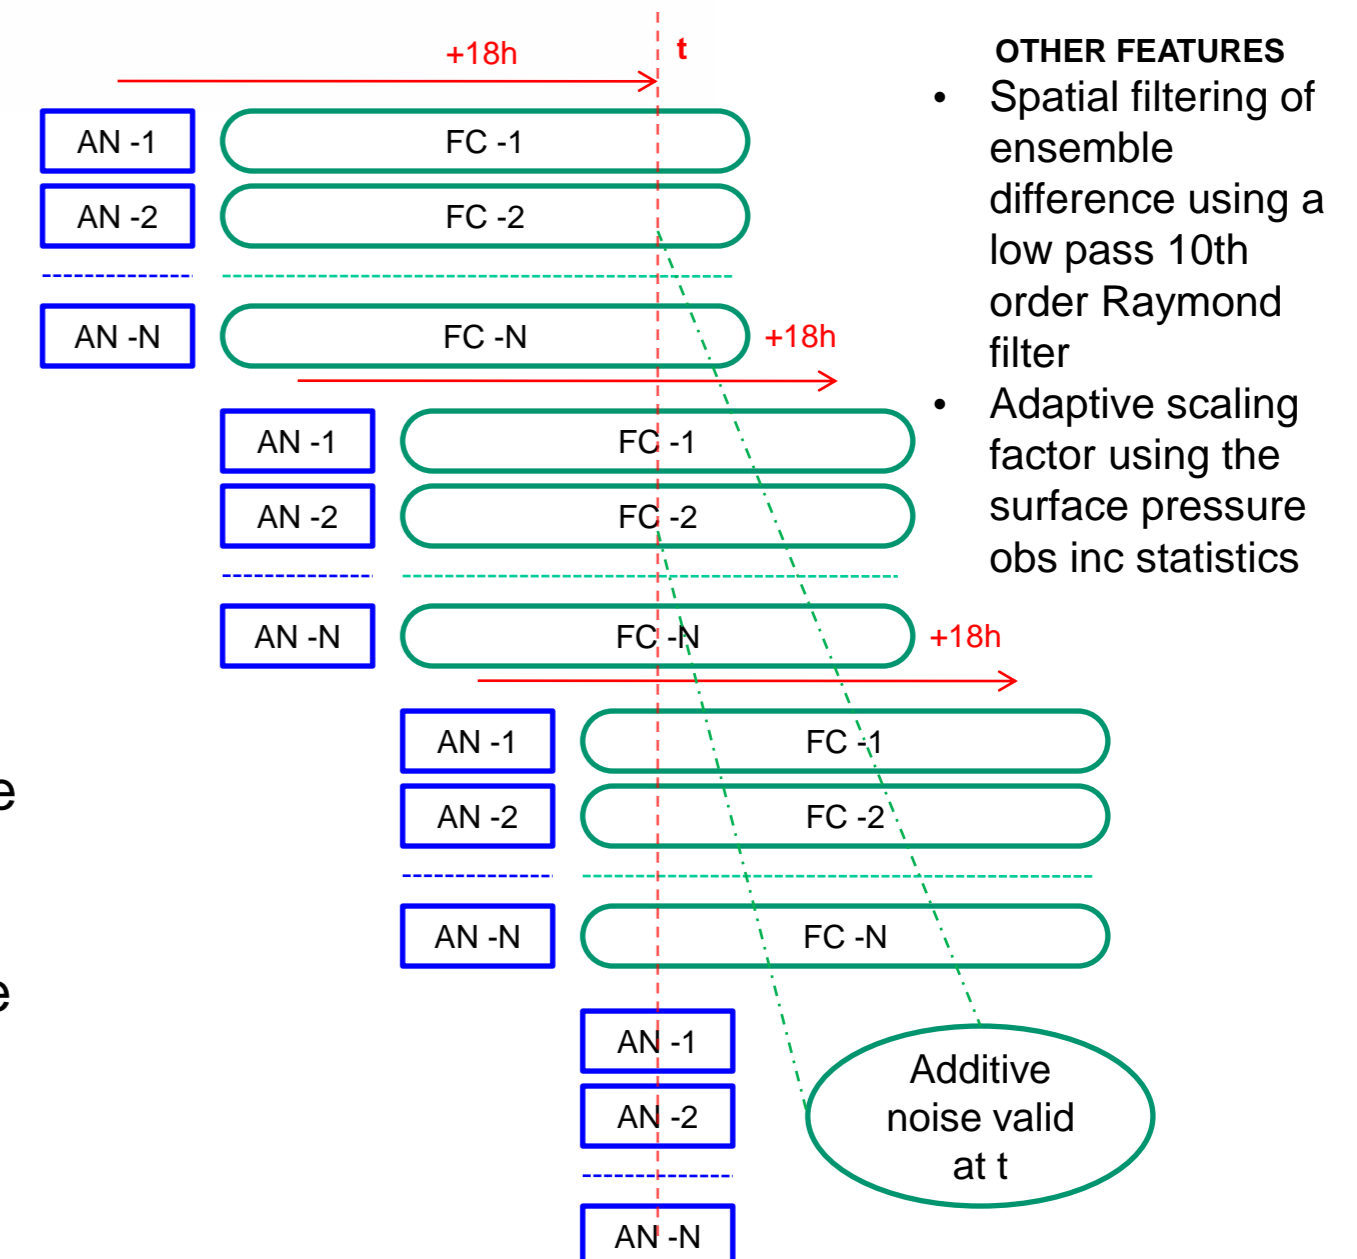 +18h
t
AN -1
FC -1
AN -2
FC -2
AN -N
FC -N
+18h
AN -1
FC -1
AN -2
FC -2
AN -N
FC -N
+18h
AN -1
FC -1
AN -2
FC -2
AN -N
FC -N
AN -1
AN -2
AN -N
Additive
noise valid
at t
OTHER FEATURES
• Spatial filtering of
ensemble
difference using a
low pass 10th
order Raymond
filter
• Adaptive scaling
factor using the
surface pressure
obs inc statistics
e
e